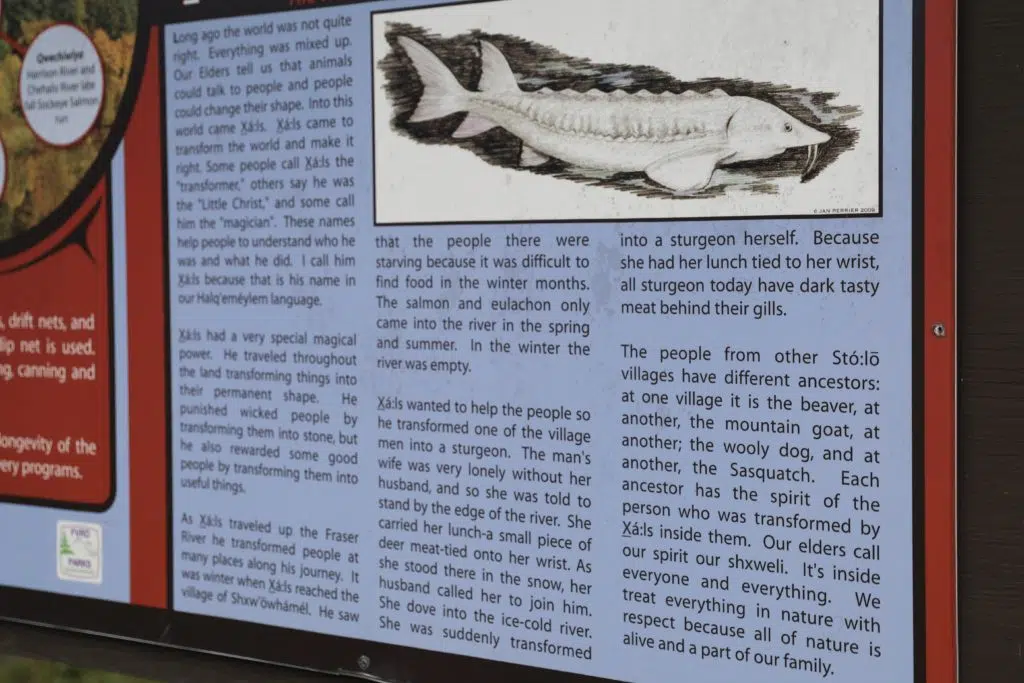 Qwechiwiya
Harrison River and
Chehalis River late
fall Sockeye Salmon
run
, drift nets, and
dip net is used.
ng, canning and
longevity of the
very programs.
PARKS
Long ago the world was not quite
right. Everything was mixed up.
Our Elders tell us that animals
could talk to people and people
could change their shape. Into this
world came X̱á:ls. X̱á:ls came to
transform the world and make it
right. Some people call X̱á:ls the
"transformer," others say he was
the "Little Christ," and some call
him the "magician". These names
help people to understand who he
was and what he did. I call him
X̱á:ls because that is his name in
our Halq'eméylem language.
X̱á:ls had a very special magical
power. He traveled throughout
the land transforming things into
their permanent shape. He
punished wicked people by
transforming them into stone, but
he also rewarded some good
people by transforming them into
useful things.
As X̱á:ls traveled up the Fraser
River he transformed people at
many places along his journey. It
was winter when X̱á:ls reached the
village of Shxw'ōwhámél. He saw
© JAN PERRIER 2009
that the people there were
starving because it was difficult to
find food in the winter months.
The salmon and eulachon only
came into the river in the spring
and summer. In the winter the
river was empty.
X̱á:ls wanted to help the people so
he transformed one of the village
men into a sturgeon. The man's
wife was very lonely without her
husband, and so she was told to
stand by the edge of the river. She
carried her lunch-a small piece of
deer meat-tied onto her wrist. As
she stood there in the snow, her
husband called her to join him.
She dove into the ice-cold river.
She was suddenly transformed
into a sturgeon herself. Because
she had her lunch tied to her wrist,
all sturgeon today have dark tasty
meat behind their gills.
The people from other Stó:lō
villages have different ancestors:
at one village it is the beaver, at
another, the mountain goat, at
another; the wooly dog, and at
another, the Sasquatch. Each
ancestor has the spirit of the
person who was transformed by
X̱á:ls inside them. Our elders call
our spirit our shxweli. It's inside
everyone and everything. We
treat everything in nature with
respect because all of nature is
alive and a part of our family.